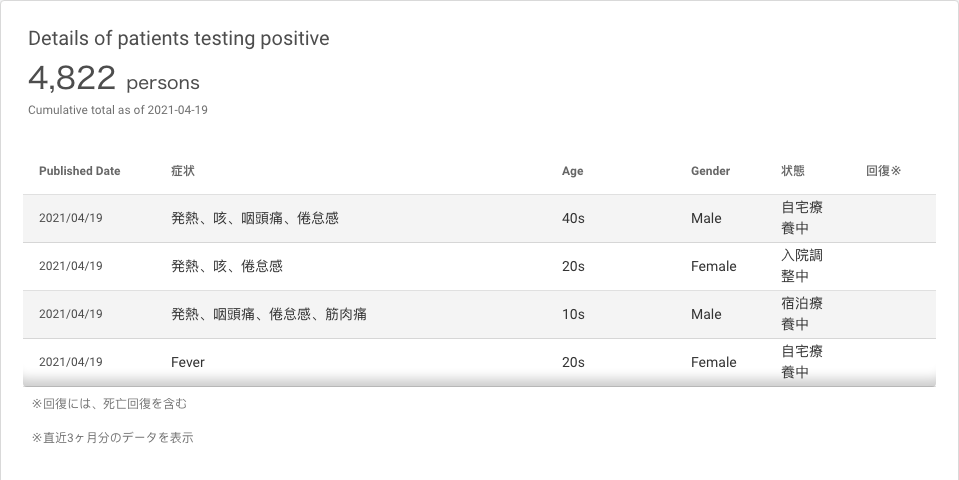 Details of patients testing positive
4,822 persons
Cumulative total as of 2021-04-19
Published Date 症状 Age Gender 状態 回復※
2021/04/19 発熱、咳、咽頭痛、倦怠感 40s Male 自宅療
養中
2021/04/19 発熱、咳、倦怠感 20s Female 入院調
整中
2021/04/19 発熱、咽頭痛、倦怠感、筋肉痛 10s Male 宿泊療
養中
2021/04/19 Fever 20s Female 自宅療
養中
※回復には、死亡回復を含む
※直近3ヶ月分のデータを表示